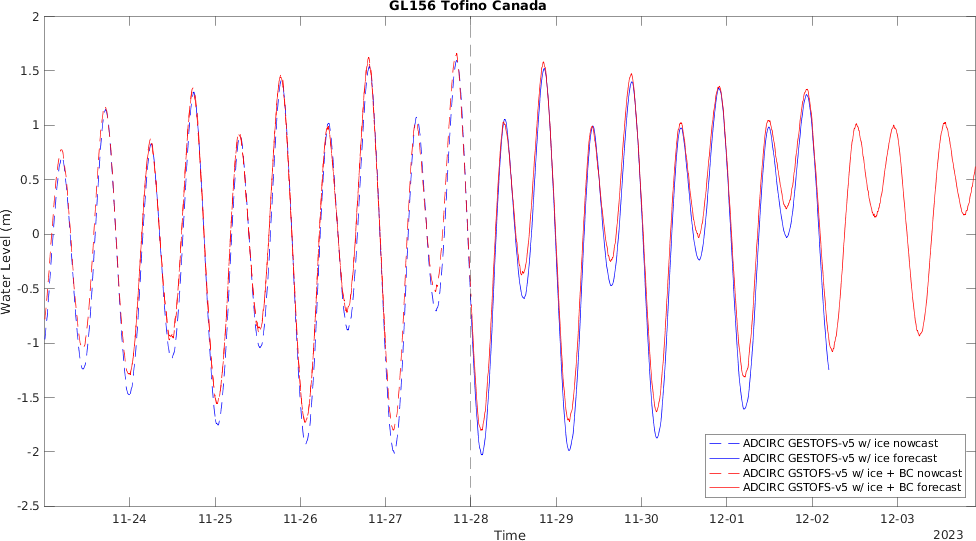 GL156 Tofino Canada
2
1.5
1
0.5
0
-0.5
-1
-1.5
-2
-2.5
Water Level (m)
ADCIRC GESTOFS-v5 w/ ice nowcast
ADCIRC GESTOFS-v5 w/ ice forecast
ADCIRC GSTOFS-v5 w/ ice + BC nowcast
ADCIRC GSTOFS-v5 w/ ice + BC forecast
11-24 11-25 11-26 11-27 11-28 11-29 11-30 12-01 12-02 12-03
Time
2023